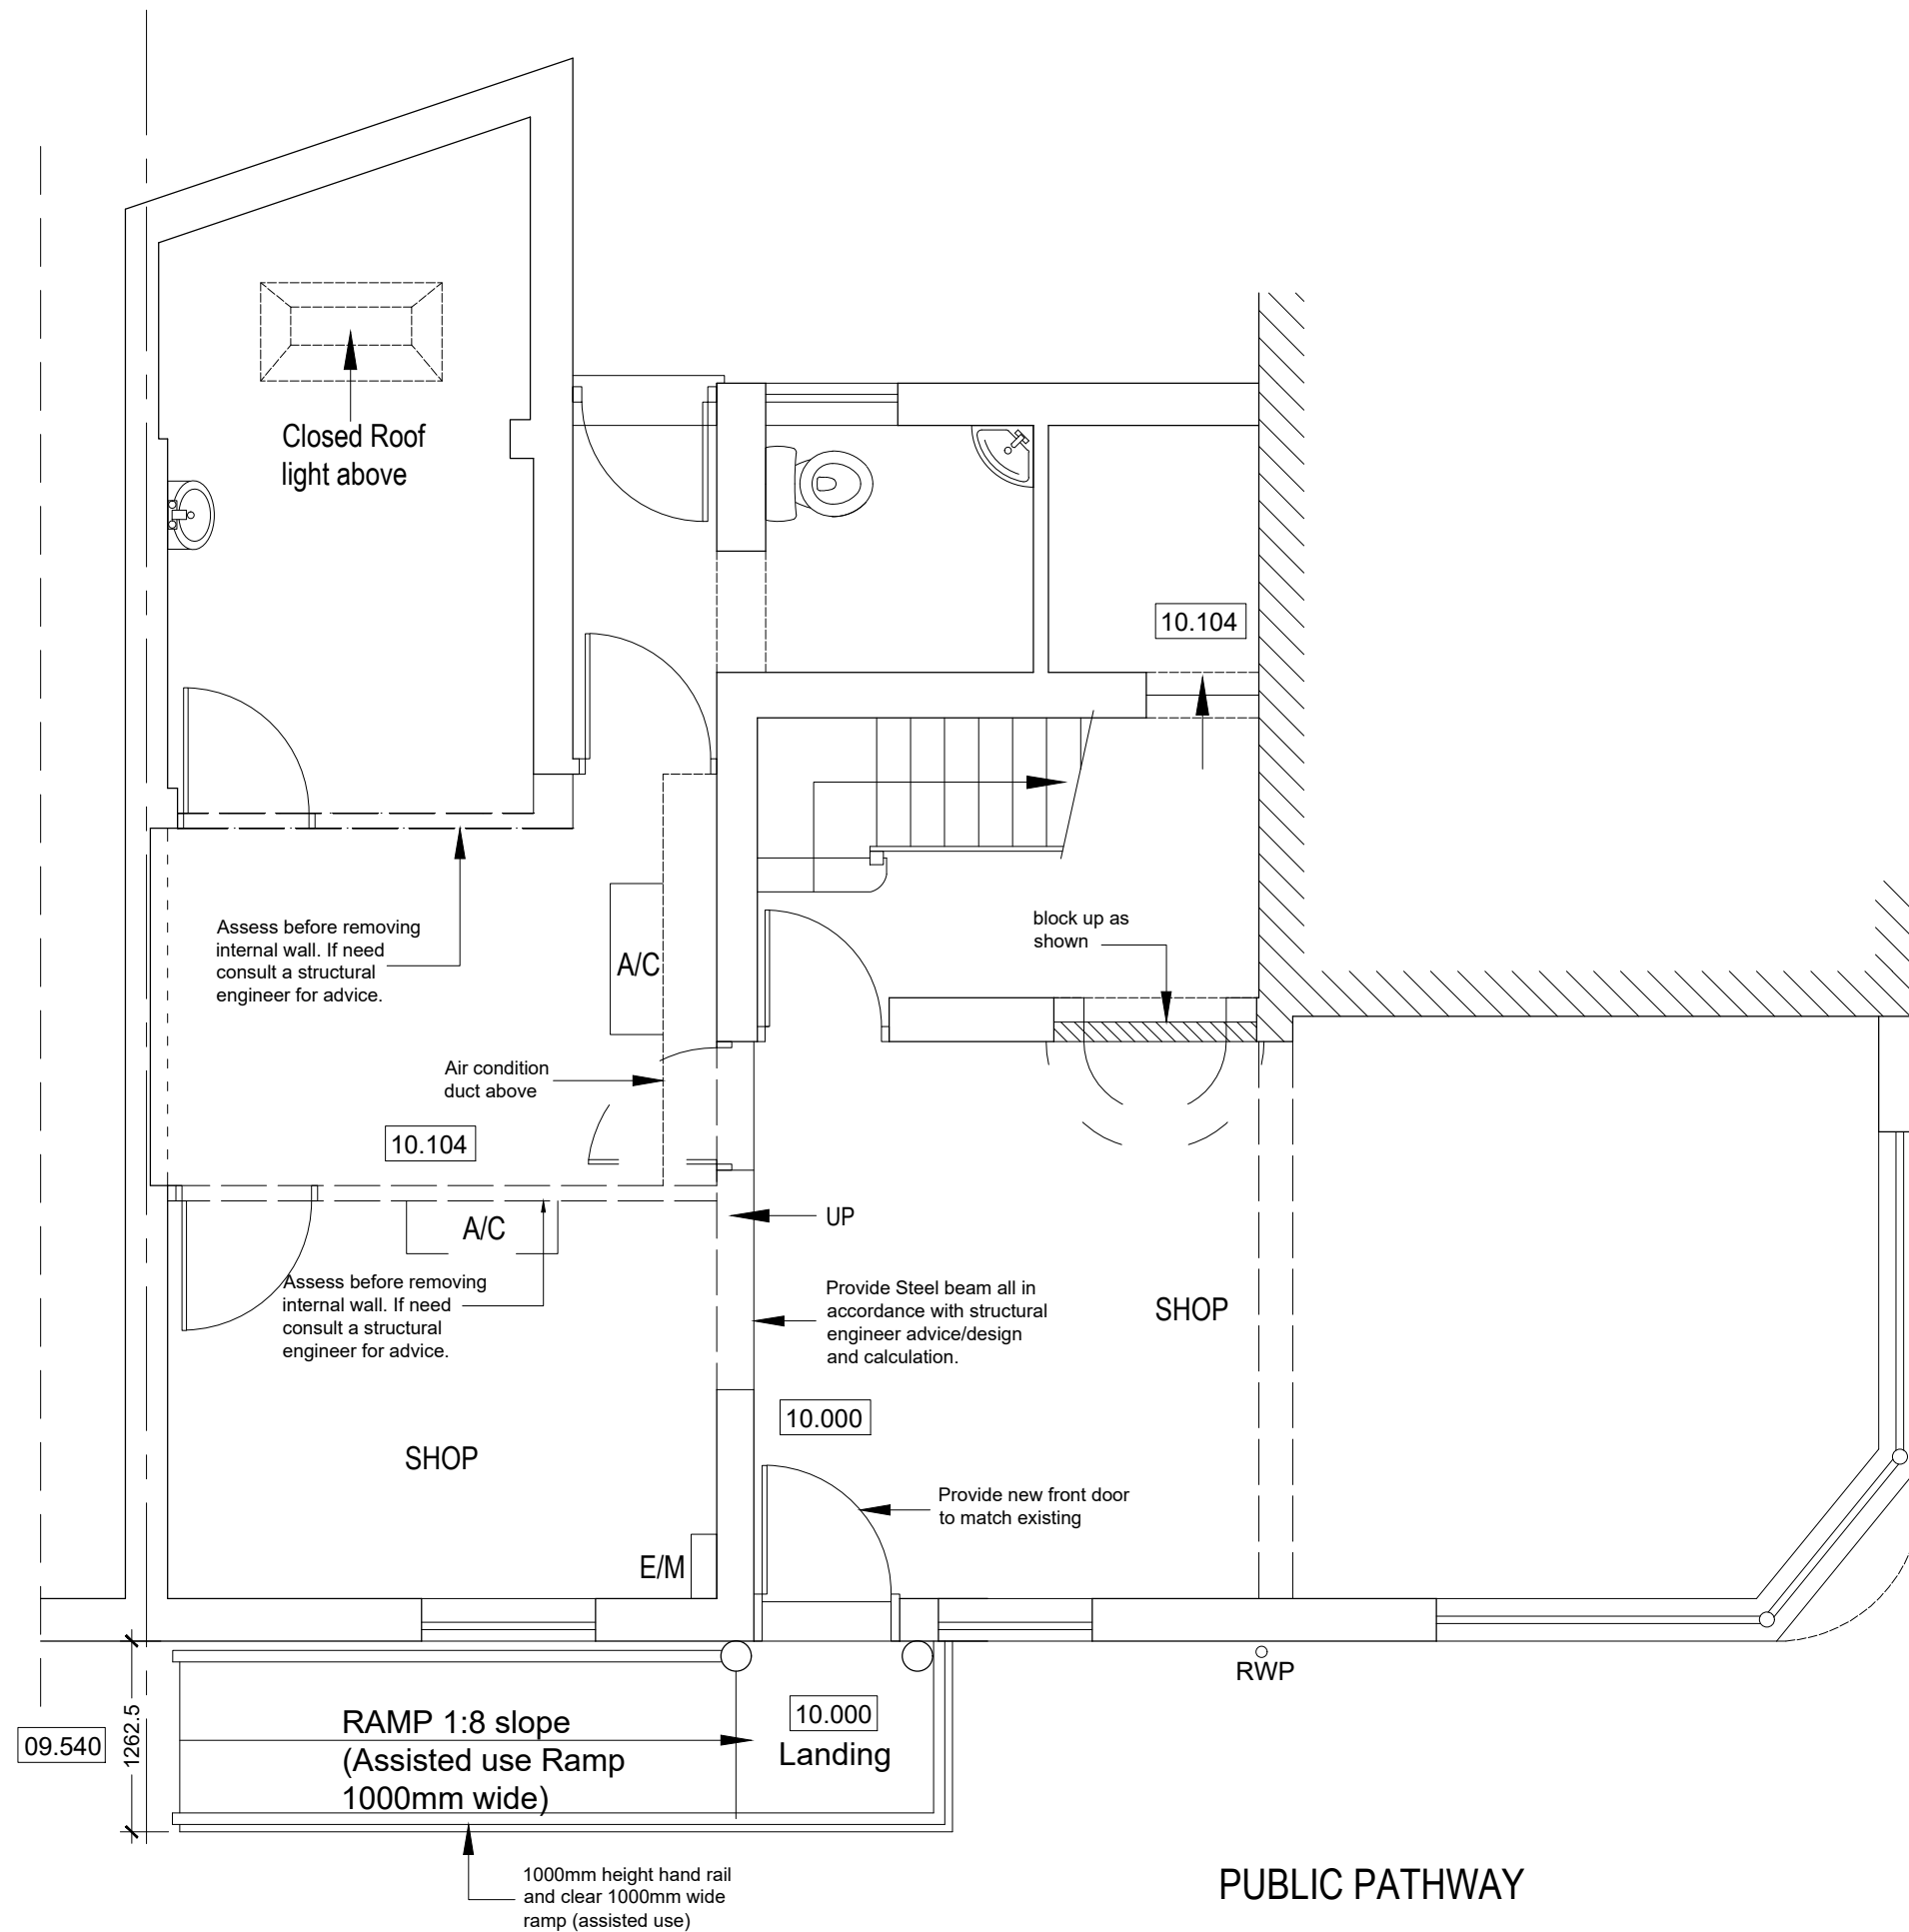 Closed Roof
light above
10.104
Assess before removing
internal wall. If need
consult a structural
engineer for advice.
A/C
block up as
shown
Air condition
duct above
10.104
A/C
UP
Assess before removing
internal wall. If need
consult a structural
engineer for advice.
Provide Steel beam all in
accordance with structural
engineer advice/design
and calculation.
SHOP
10.000
SHOP
Provide new front door
to match existing
E/M
RWP
09.540
1262.5
RAMP 1:8 slope
(Assisted use Ramp
1000mm wide)
10.000
Landing
1000mm height hand rail
and clear 1000mm wide
ramp (assisted use)
PUBLIC PATHWAY